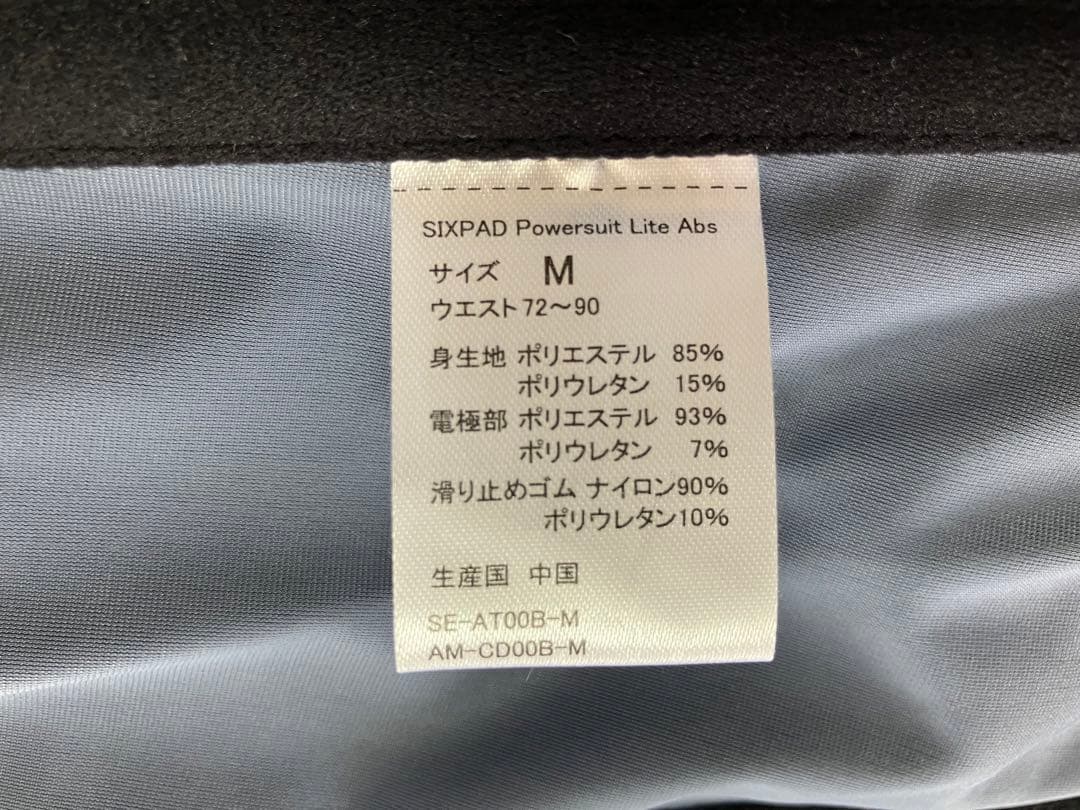 SIXPAD Powersuit Lite Abs
サイズ M
ウエスト72～90
身生地 ポリエステル 85%
ポリウレタン 15%
電極部 ポリエステル 93%
ポリウレタン 7%
滑り止めゴム ナイロン90%
ポリウレタン10%
生産国 中国
SE-AT00B-M
AM-CD00B-M